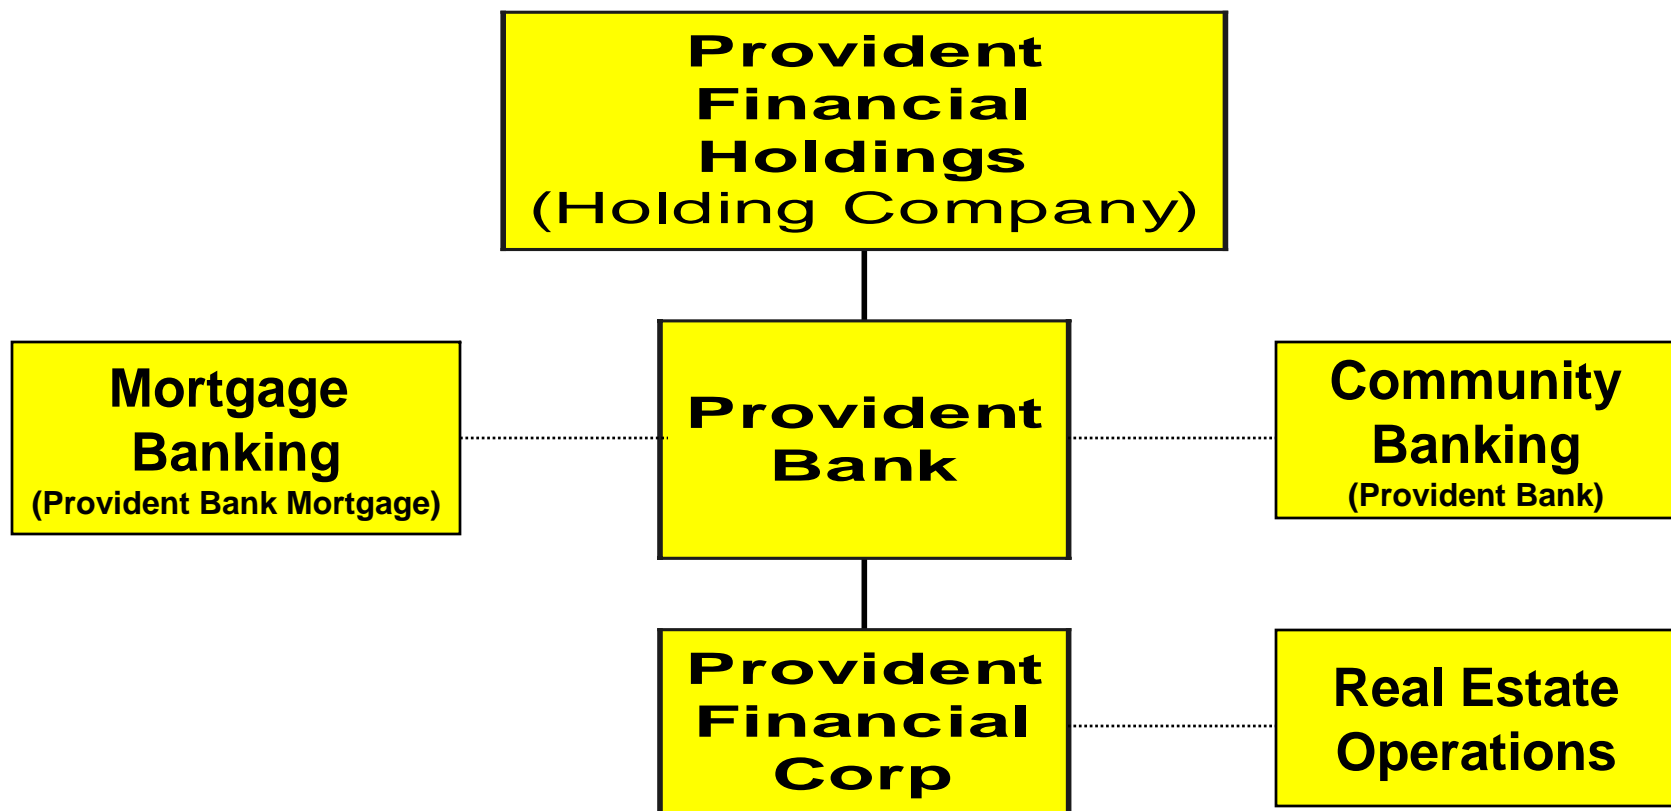 Provident
Financial
Holdings
(Holding Company)
Mortgage
Banking
(Provident Bank Mortgage)
Provident
Bank
Community
Banking
(Provident Bank)
Provident
Financial
Corp
Real Estate
Operations